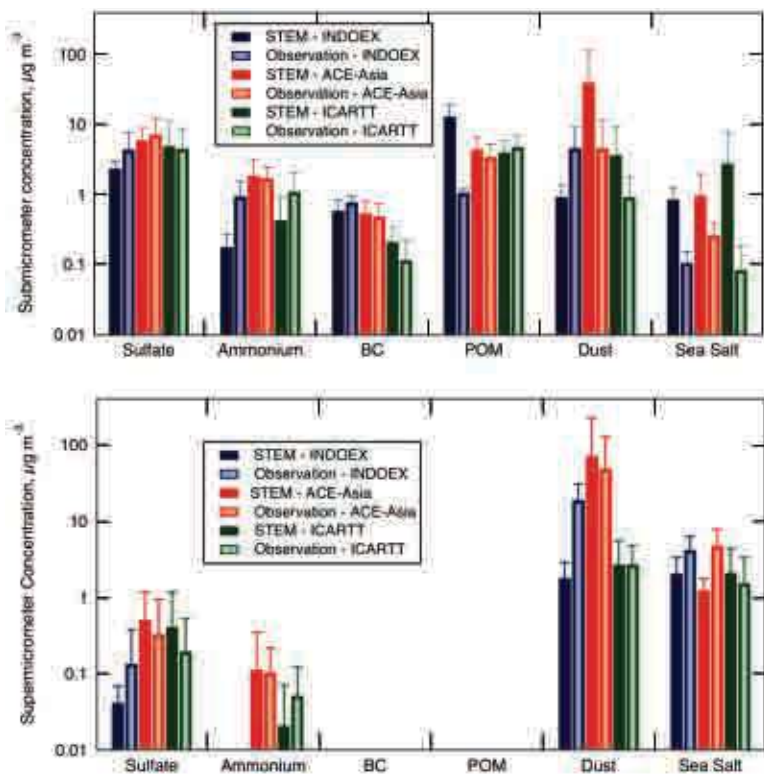 Submicrometer concentration, µg m⁻³
100
10
1
0.1
0.01
STEM - INDOEX
Observation - INDOEX
STEM - ACE-Asia
Observation - ACE-Asia
STEM - ICARTT
Observation - ICARTT
Sulfate Ammonium BC POM Dust Sea Salt
Supermicrometer Concentration, µg m⁻³
100
10
1
0.1
0.01
STEM - INDOEX
Observation - INDOEX
STEM - ACE-Asia
Observation - ACE-Asia
STEM - ICARTT
Observation - ICARTT
Sulfate Ammonium BC POM Dust Sea Salt